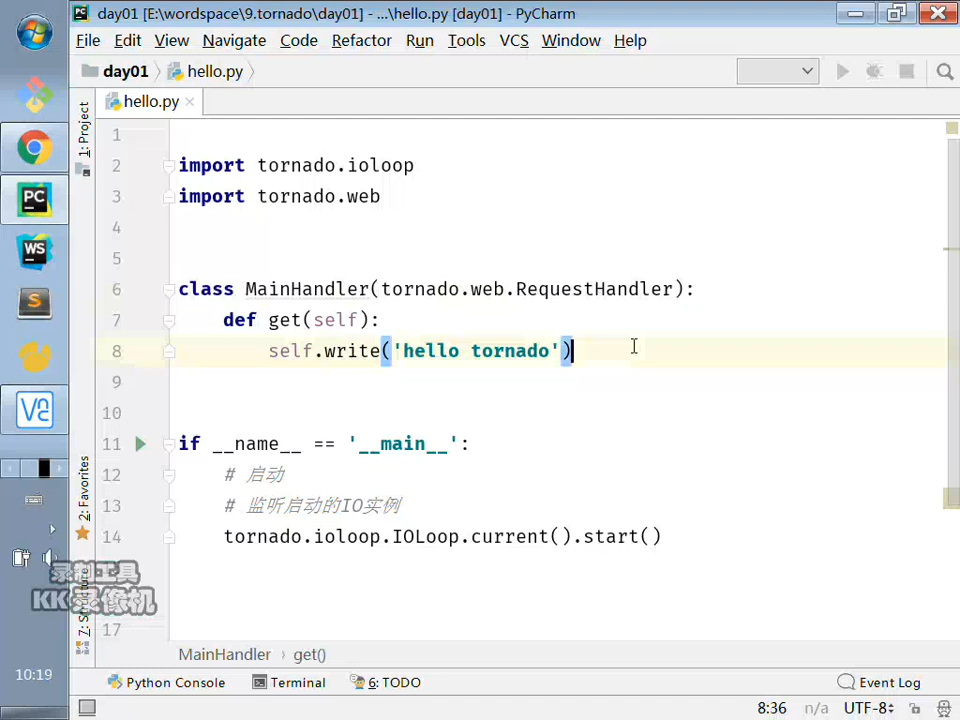 day01 [E:\wordspace\9.tornado\day01] - ...\hello.py [day01] - PyCharm
File Edit View Navigate Code Refactor Run Tools VCS Window Help
day01 hello.py
hello.py
1: Project
1
2 import tornado.ioloop
3 import tornado.web
4
5
6 class MainHandler(tornado.web.RequestHandler):
7 def get(self):
8 self.write('hello tornado')
9
10
11 if __name__ == '__main__':
12 # 启动
13 # 监听启动的IO实例
14 tornado.ioloop.IOLoop.current().start()
17
2: Favorites
7: Structure
PC
WS
S
录制工具
KK录像机
10:19
MainHandler › get()
Python Console Terminal 6: TODO Event Log
8:36 n/a UTF-8